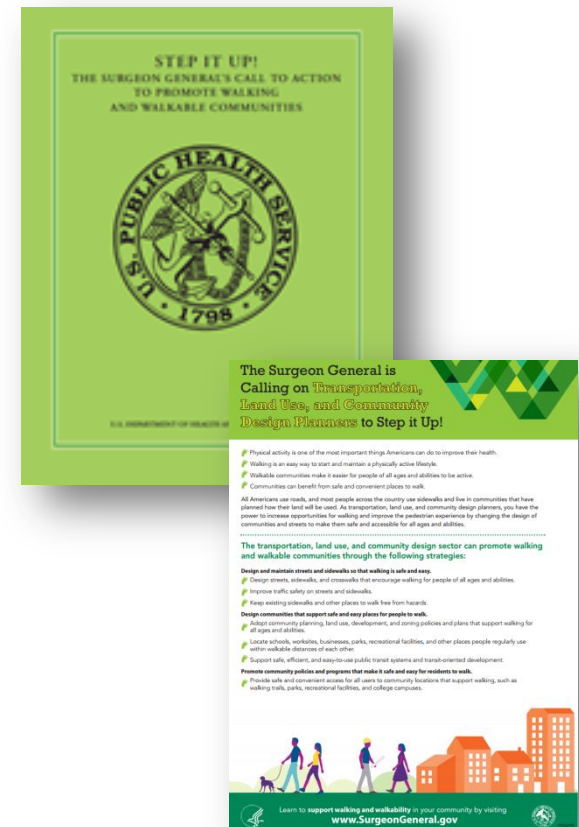 STEP IT UP!
THE SURGEON GENERAL'S CALL TO ACTION
TO PROMOTE WALKING
AND WALKABLE COMMUNITIES
U.S. PUBLIC HEALTH SERVICE
1798
U.S. DEPARTMENT OF HEALTH
The Surgeon General is
Calling on Transportation,
Land Use, and Community
Design Planners to Step it Up!
Physical activity is one of the most important things Americans can do to improve their health.
Walking is an easy way to start and maintain a physically active lifestyle.
Walkable communities make it easier for people of all ages and abilities to be active.
Communities can benefit from safe and convenient places to walk.
All Americans use roads, and most people across the country use sidewalks and live in communities that have
planned how their land will be used. As transportation, land use, and community design planners, you have the
power to increase opportunities for walking and improve the pedestrian experience by changing the design of
communities and streets to make them safe and accessible for all ages and abilities.
The transportation, land use, and community design sector can promote walking
and walkable communities through the following strategies:
Design and maintain streets and sidewalks so that walking is safe and easy.
Design streets, sidewalks, and crosswalks that encourage walking for people of all ages and abilities.
Improve traffic safety on streets and sidewalks.
Keep existing sidewalks and other places to walk free from hazards.
Design communities that support safe and easy places for people to walk.
Adopt community planning, land use, development, and zoning policies and plans that support walking for
all ages and abilities.
Locate schools, worksites, businesses, parks, recreational facilities, and other places people regularly use
within walkable distances of each other.
Support safe, efficient, and easy-to-use public transit systems and transit-oriented development.
Promote community policies and programs that make it safe and easy for residents to walk.
Provide safe and convenient access for all users to community locations that support walking, such as
walking trails, parks, recreational facilities, and college campuses.
Learn to support walking and walkability in your community by visiting
www.SurgeonGeneral.gov